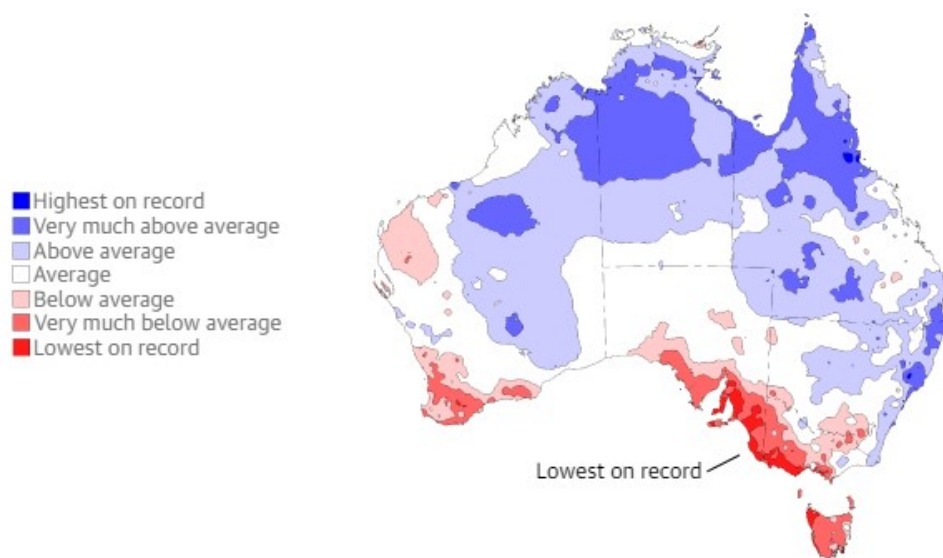 Highest on record
Very much above average
Above average
Average
Below average
Very much below average
Lowest on record
Lowest on record